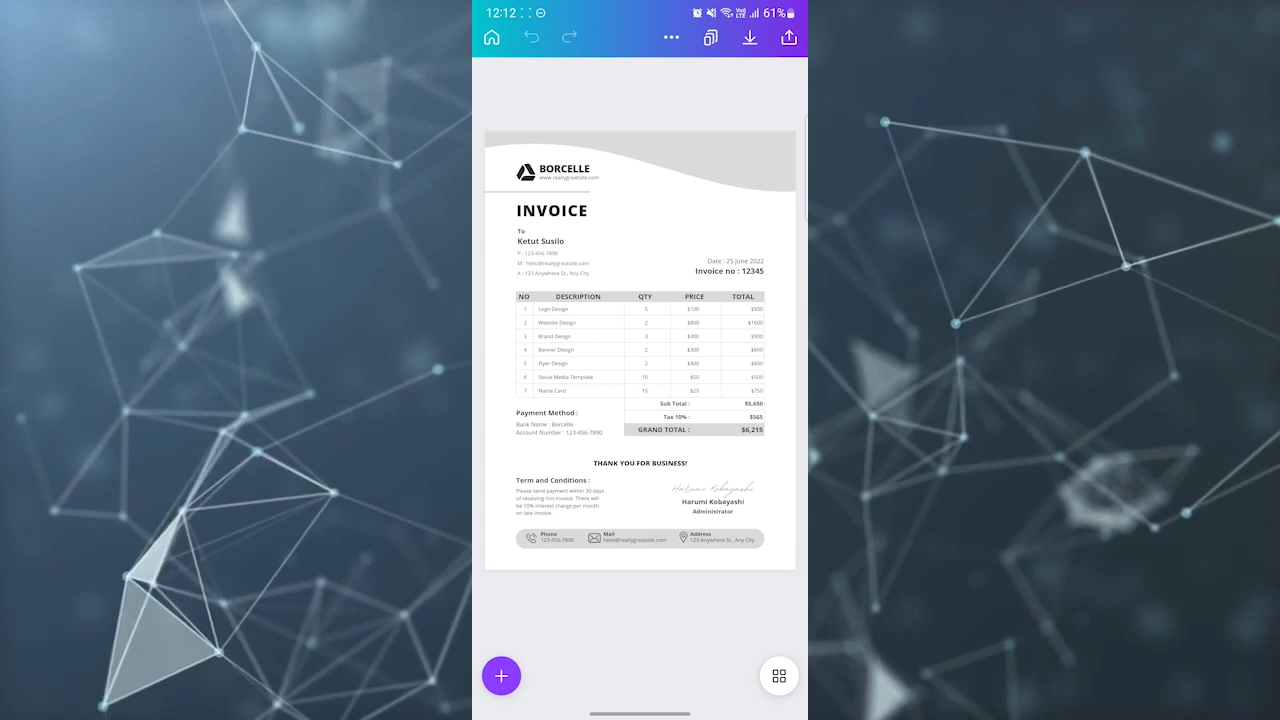 12:12
61%
BORCELLE
www.reallygreatsite.com
INVOICE
To
Ketut Susilo
P : 123-456-7890
M : hello@reallygreatsite.com
A : 123 Anywhere St., Any City
Date : 25 June 2022
Invoice no : 12345
NO DESCRIPTION QTY PRICE TOTAL
1 Logo Design 5 $100 $500
2 Website Design 2 $800 $1600
3 Brand Design 3 $300 $900
4 Banner Design 2 $300 $600
5 Flyer Design 2 $400 $800
6 Social Media Template 10 $50 $500
7 Name Card 15 $25 $750
Sub Total : $5,650
Tax 10% : $565
GRAND TOTAL : $6,215
Payment Method :
Bank Name : Borcelle
Account Number : 123-456-7890
THANK YOU FOR BUSINESS!
Term and Conditions :
Please send payment within 30 days
of receiving this invoice. There will
be 10% interest charge per month
on late invoice.
Harumi Kobayashi
Harumi Kobayashi
Administrator
Phone
123-456-7890
Mail
hello@reallygreatsite.com
Address
123 Anywhere St., Any City